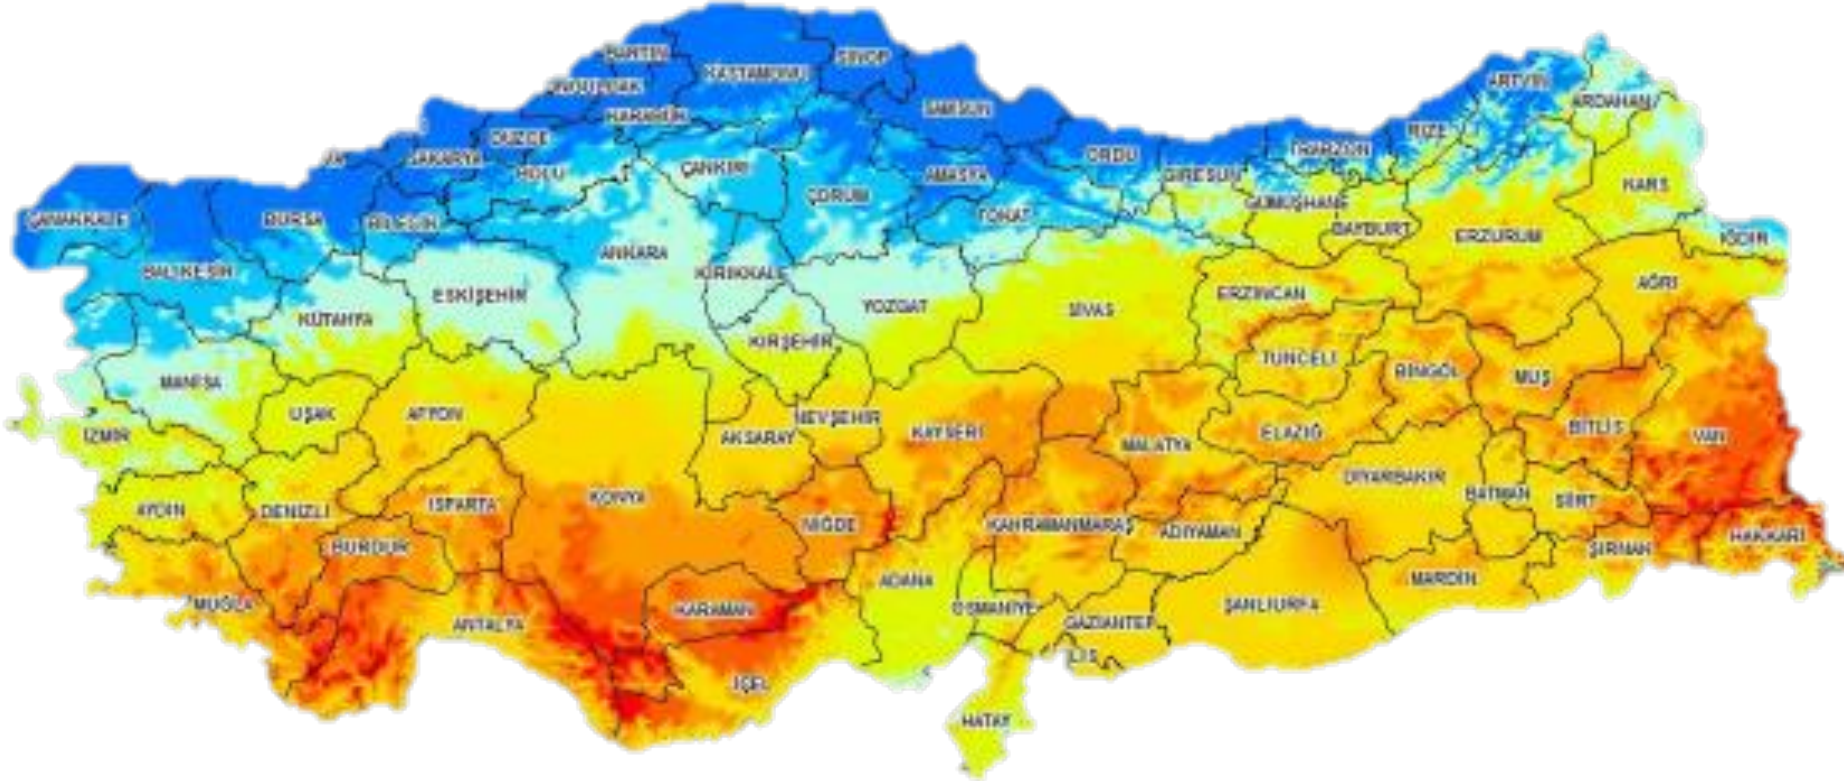 BARTIN
KASTAMONU
SİNOP
ZONGULDAK
KARABÜK
SAMSUN
ARTVİN
ARDAHAN
DÜZCE
SAKARYA
BOLU
ÇANKIRI
ÇORUM
AMASYA
ORDU
GİRESUN
TRABZON
RİZE
KARS
ÇANAKKALE
BURSA
BİLECİK
TOKAT
GÜMÜŞHANE
BAYBURT
ERZURUM
IĞDIR
BALIKESİR
ESKİŞEHİR
ANKARA
KIRIKKALE
YOZGAT
SİVAS
ERZİNCAN
AĞRI
KÜTAHYA
KIRŞEHİR
TUNCELİ
BİNGÖL
MUŞ
MANİSA
UŞAK
AFYON
NEVŞEHİR
AKSARAY
KAYSERİ
MALATYA
ELAZIĞ
BİTLİS
VAN
İZMİR
AYDIN
DENİZLİ
ISPARTA
KONYA
NİĞDE
KAHRAMANMARAŞ
ADIYAMAN
DİYARBAKIR
BATMAN
SİİRT
ŞIRNAK
HAKKARİ
BURDUR
MUĞLA
ANTALYA
KARAMAN
ADANA
OSMANİYE
GAZİANTEP
ŞANLIURFA
MARDİN
İÇEL
LİS
HATAY